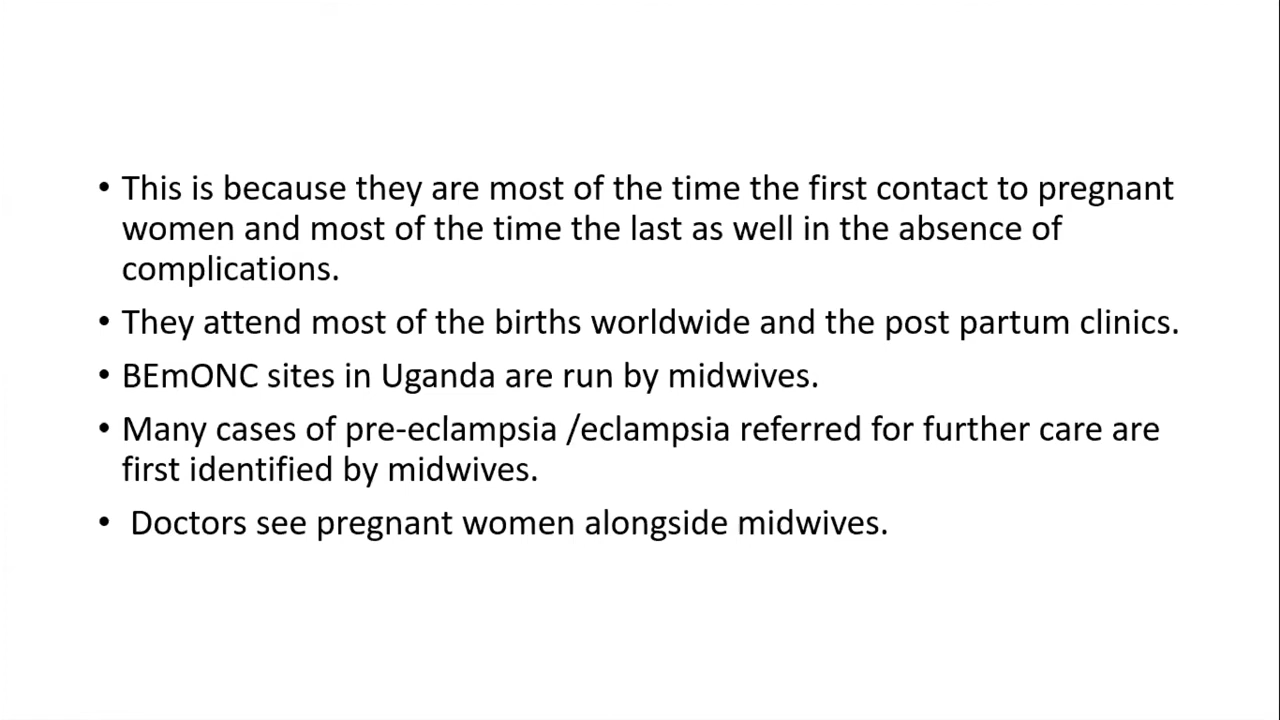 • This is because they are most of the time the first contact to pregnant
women and most of the time the last as well in the absence of
complications.
• They attend most of the births worldwide and the post partum clinics.
• BEmONC sites in Uganda are run by midwives.
• Many cases of pre-eclampsia /eclampsia referred for further care are
first identified by midwives.
• Doctors see pregnant women alongside midwives.